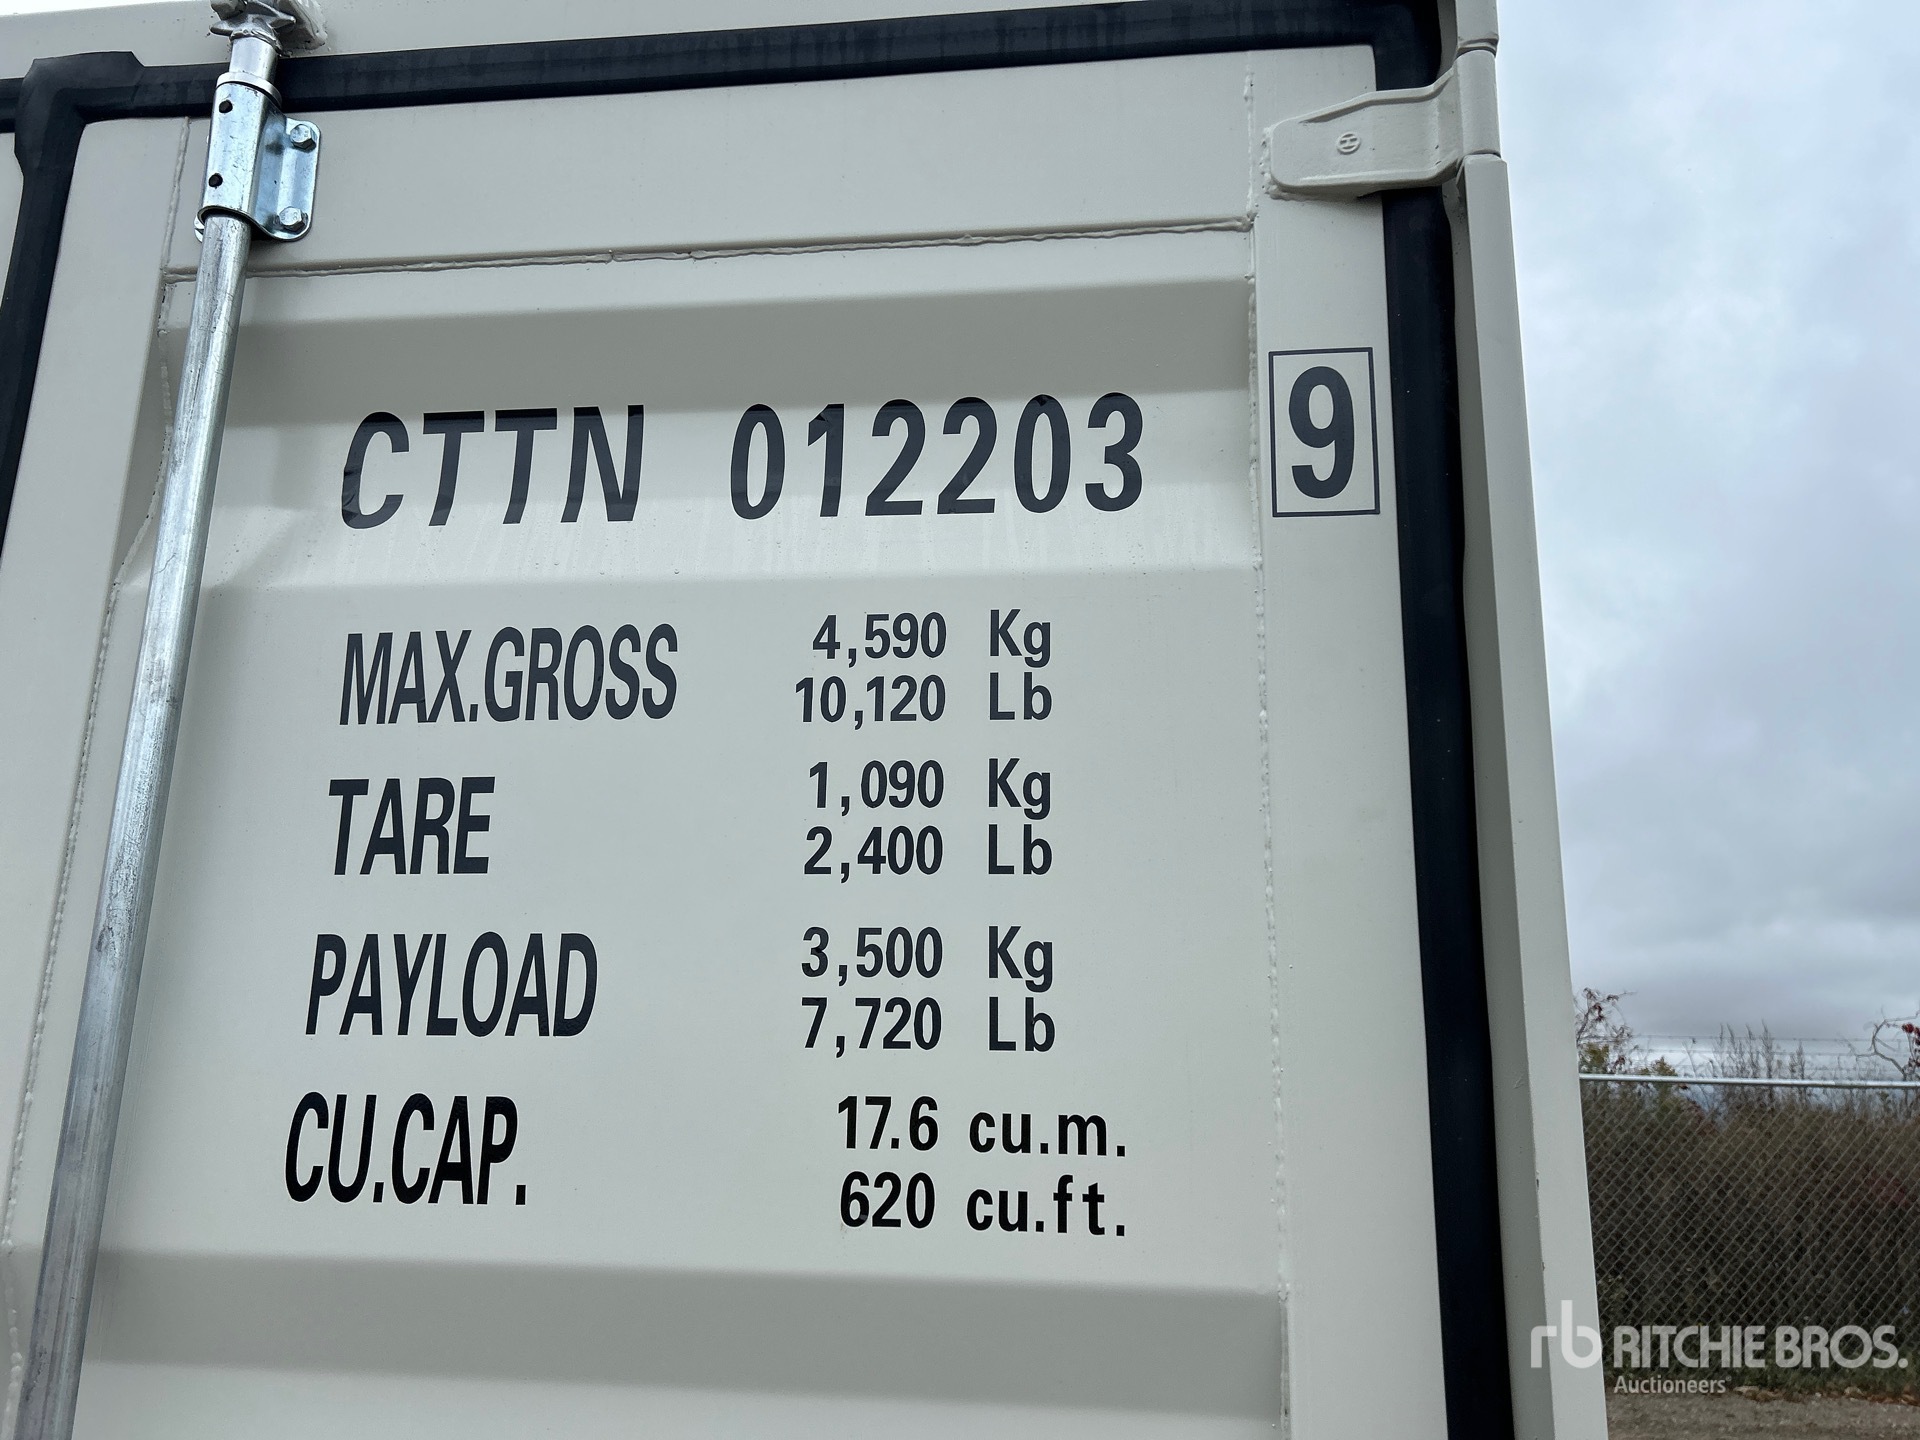 CTTN 012203 9
MAX.GROSS 4,590 Kg
10,120 Lb
TARE 1,090 Kg
2,400 Lb
PAYLOAD 3,500 Kg
7,720 Lb
CU.CAP. 17.6 cu.m.
620 cu.ft.
rb RITCHIE BROS.
Auctioneers